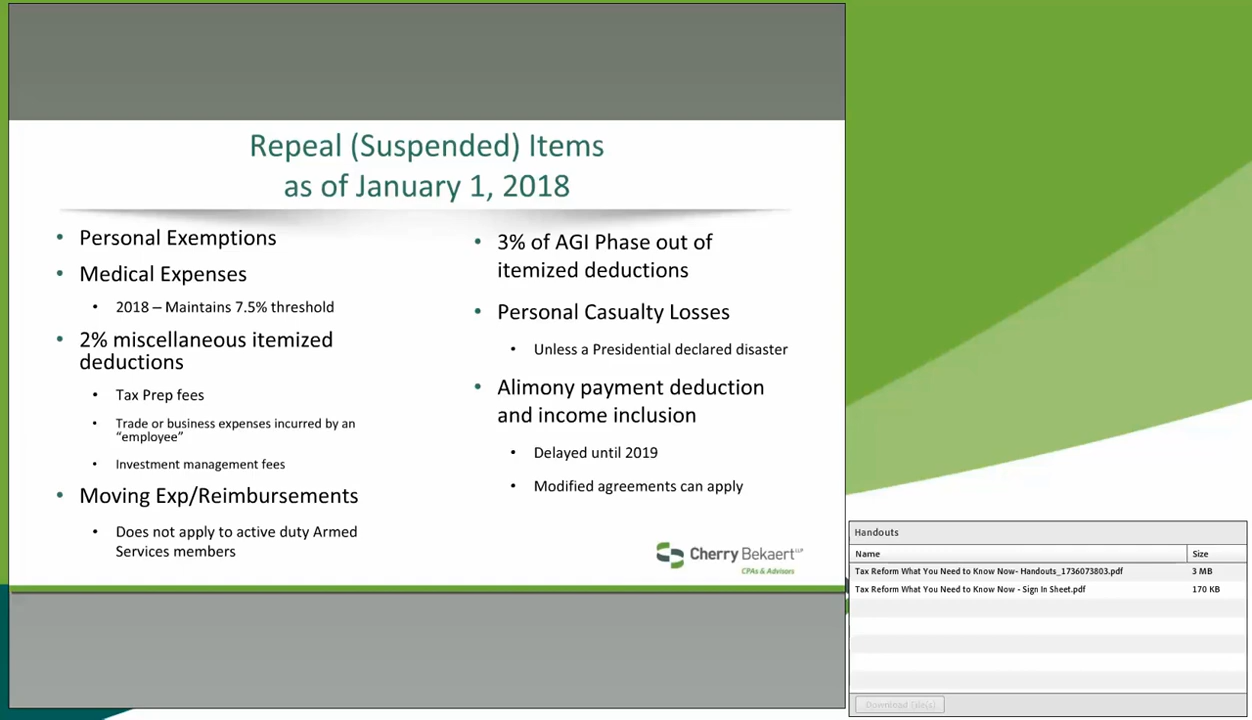 Repeal (Suspended) Items
as of January 1, 2018
• Personal Exemptions
• Medical Expenses
• 2018 – Maintains 7.5% threshold
• 2% miscellaneous itemized
deductions
• Tax Prep fees
• Trade or business expenses incurred by an
“employee”
• Investment management fees
• Moving Exp/Reimbursements
• Does not apply to active duty Armed
Services members
• 3% of AGI Phase out of
itemized deductions
• Personal Casualty Losses
• Unless a Presidential declared disaster
• Alimony payment deduction
and income inclusion
• Delayed until 2019
• Modified agreements can apply
Cherry Bekaert LLP
CPAs & Advisors
Handouts
Name Size
Tax Reform What You Need to Know Now- Handouts_1736073803.pdf 3 MB
Tax Reform What You Need to Know Now - Sign In Sheet.pdf 170 KB
Download File(s)